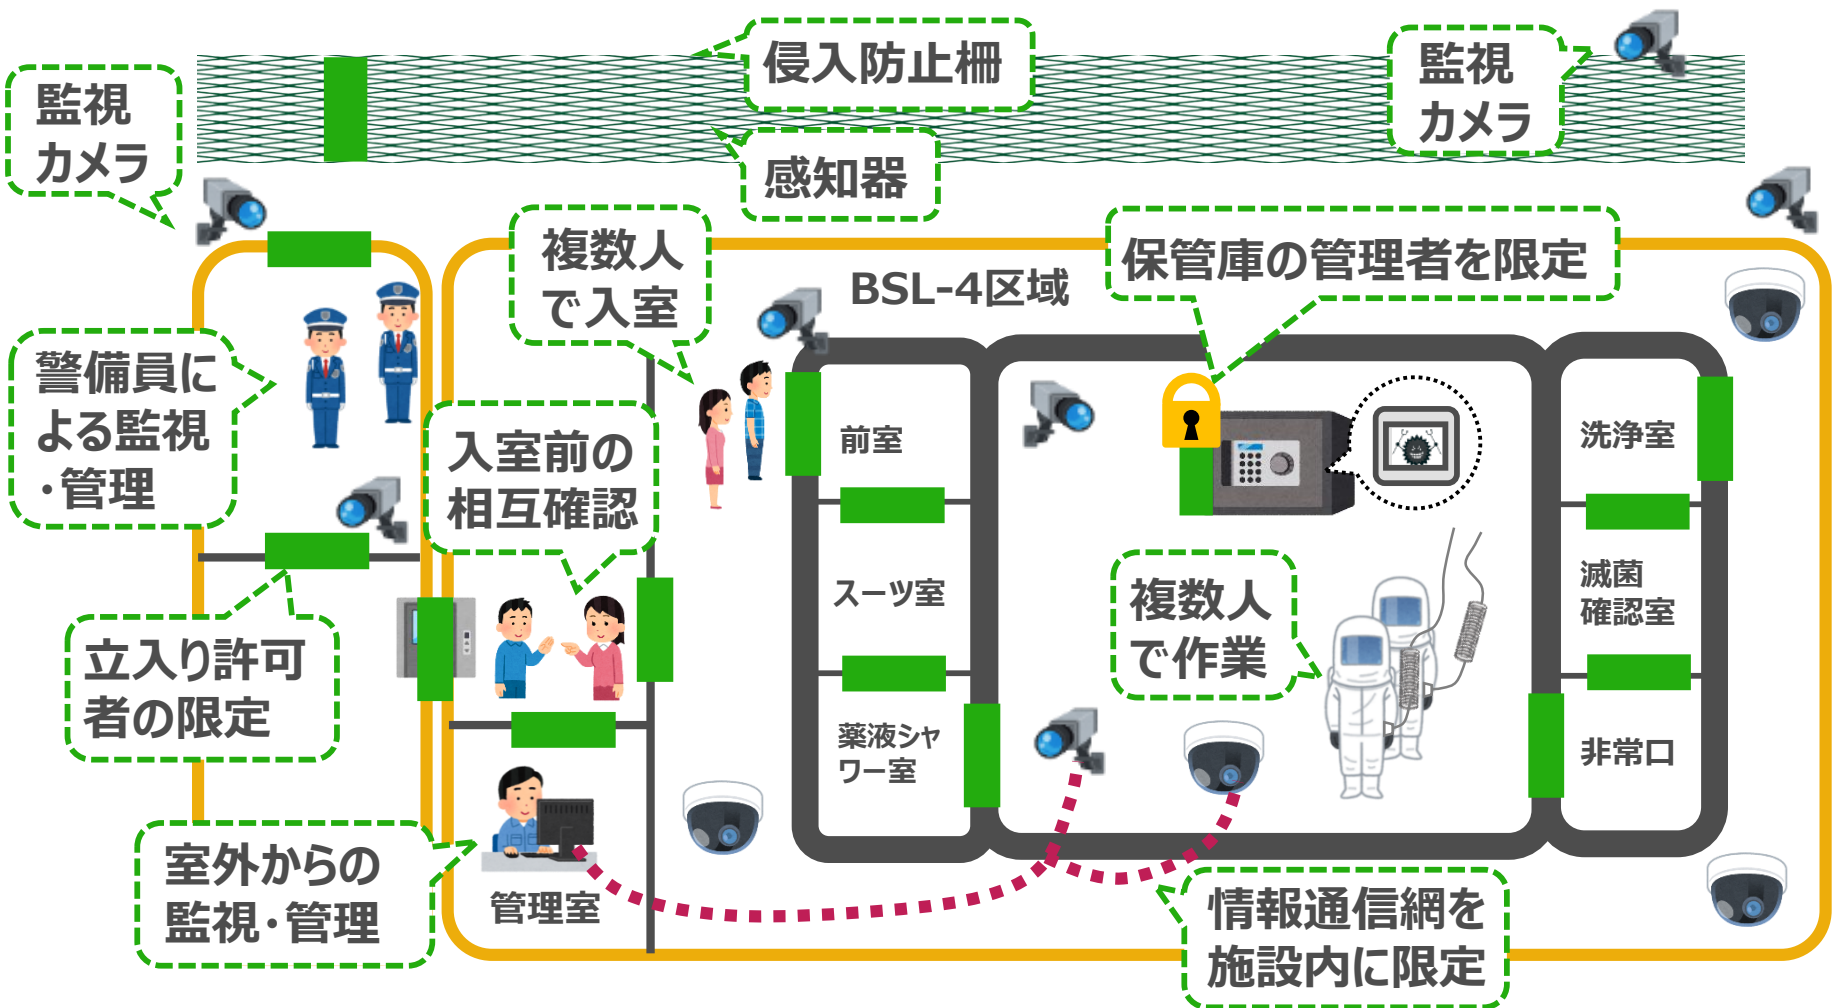 侵入防止柵
監視
カメラ
監視
カメラ
感知器
複数人
で入室
BSL-4区域
保管庫の管理者を限定
警備員に
よる監視
・管理
入室前の
相互確認
前室
洗浄室
スーツ室
複数人
で作業
滅菌
確認室
立入り許可
者の限定
薬液シャ
ワー室
非常口
室外からの
監視・管理
管理室
情報通信網を
施設内に限定